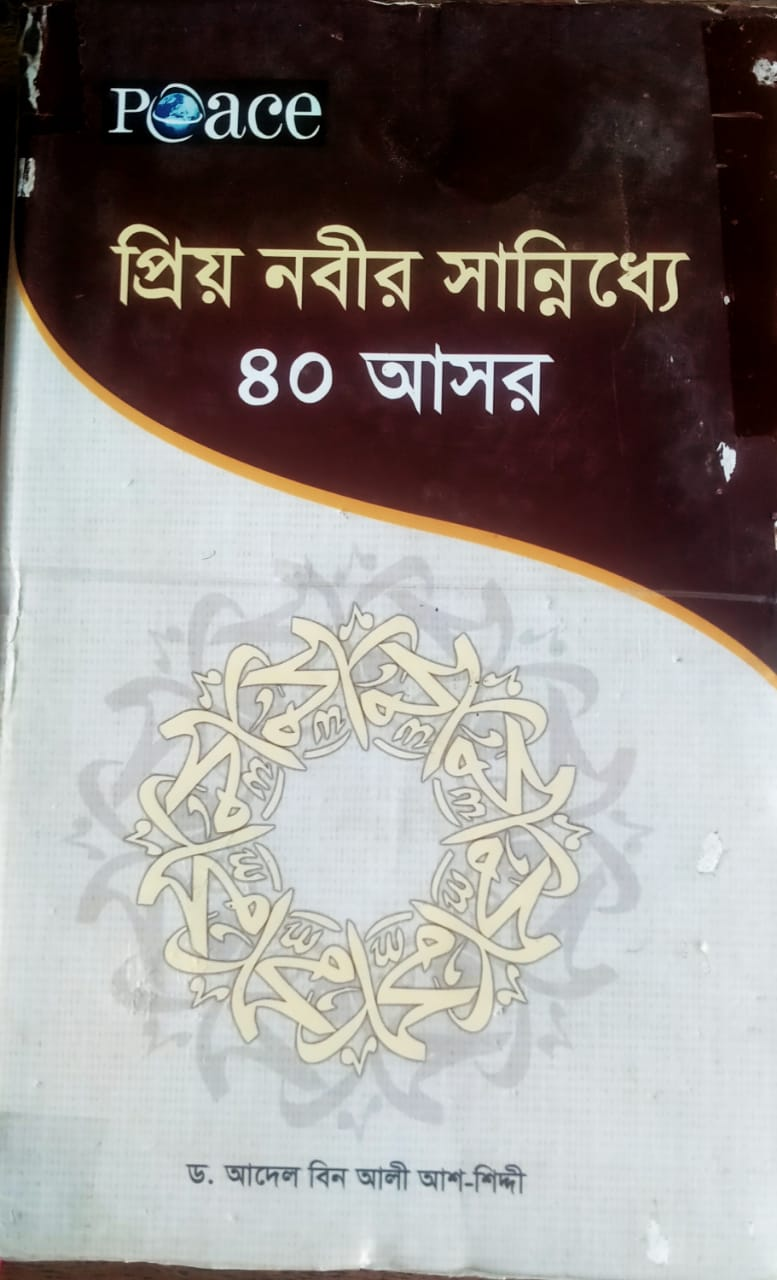 Peace
প্রিয় নবীর সান্নিধ্যে
৪০ আসর
ড. আদেল বিন আলী আশ-শিদ্দী